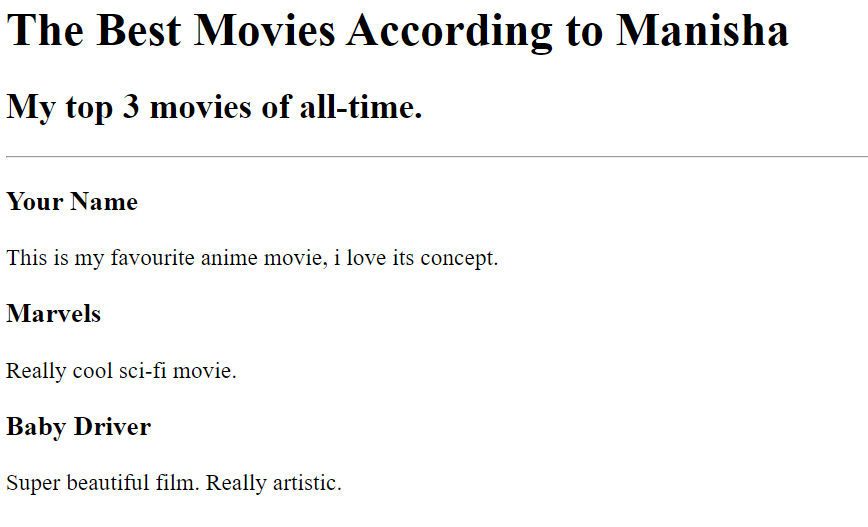 The Best Movies According to Manisha
My top 3 movies of all-time.
Your Name
This is my favourite anime movie, i love its concept.
Marvels
Really cool sci-fi movie.
Baby Driver
Super beautiful film. Really artistic.